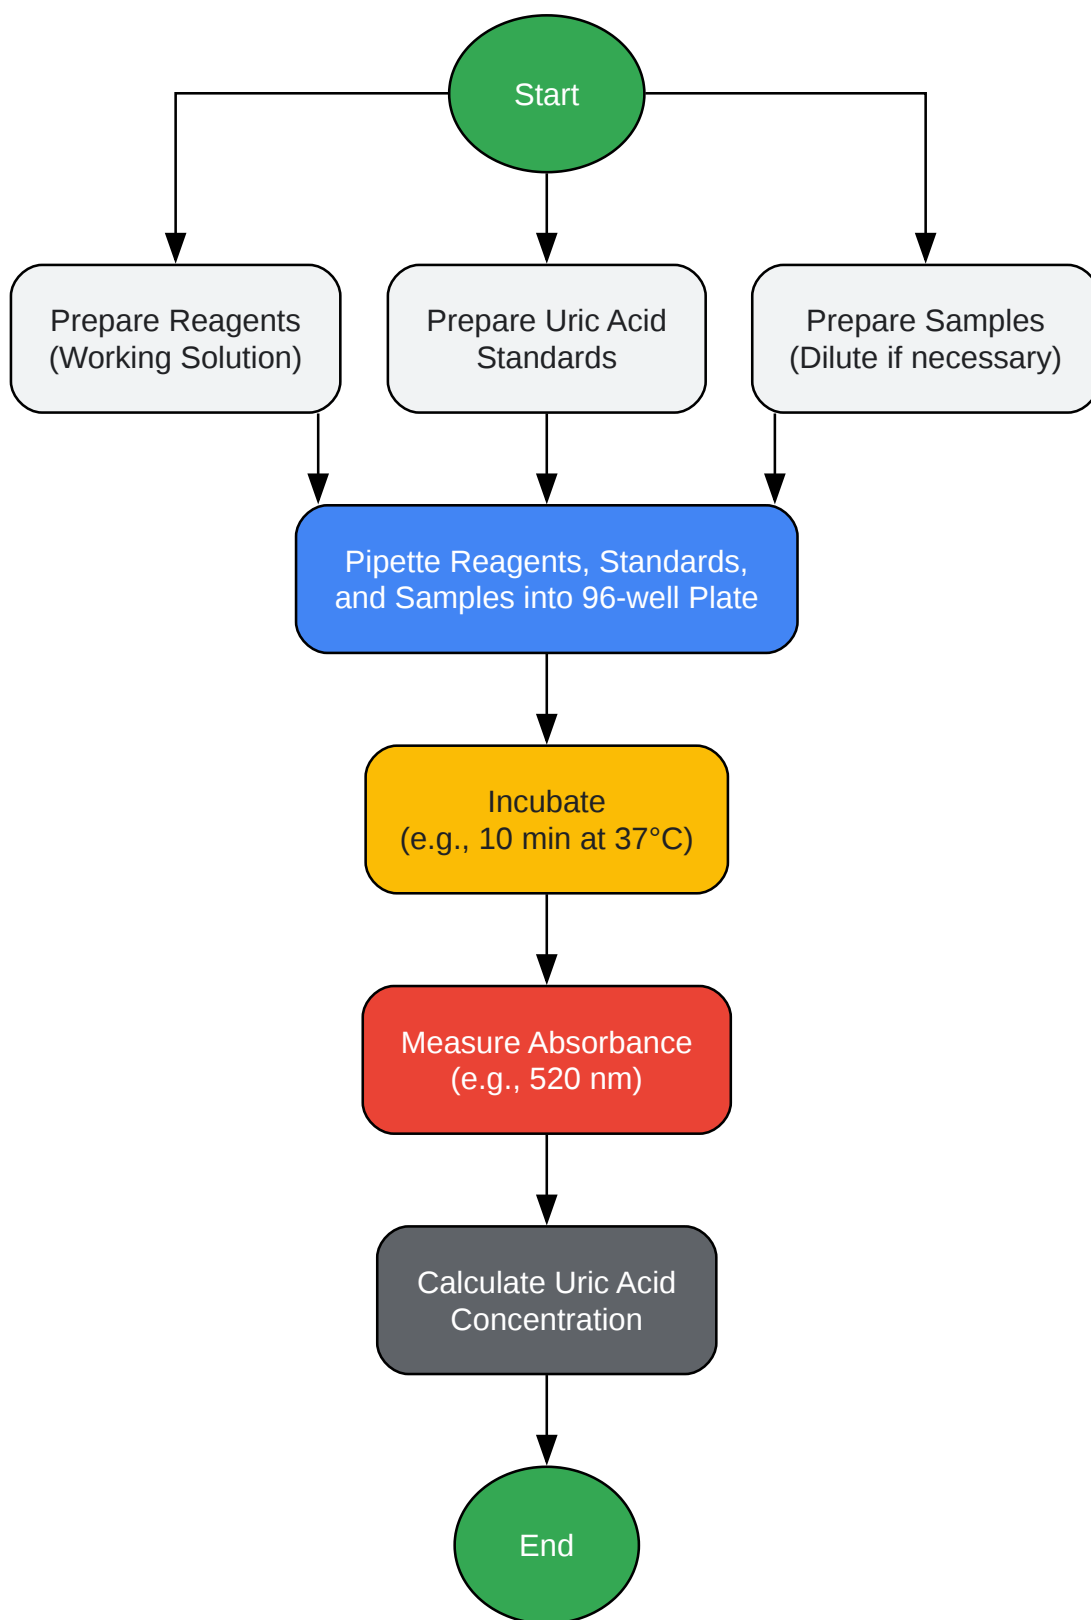 Start
Prepare Reagents
(Working Solution)
Prepare Uric Acid
Standards
Prepare Samples
(Dilute if necessary)
Pipette Reagents, Standards,
and Samples into 96-well Plate
Incubate
(e.g., 10 min at 37°C)
Measure Absorbance
(e.g., 520 nm)
Calculate Uric Acid
Concentration
End